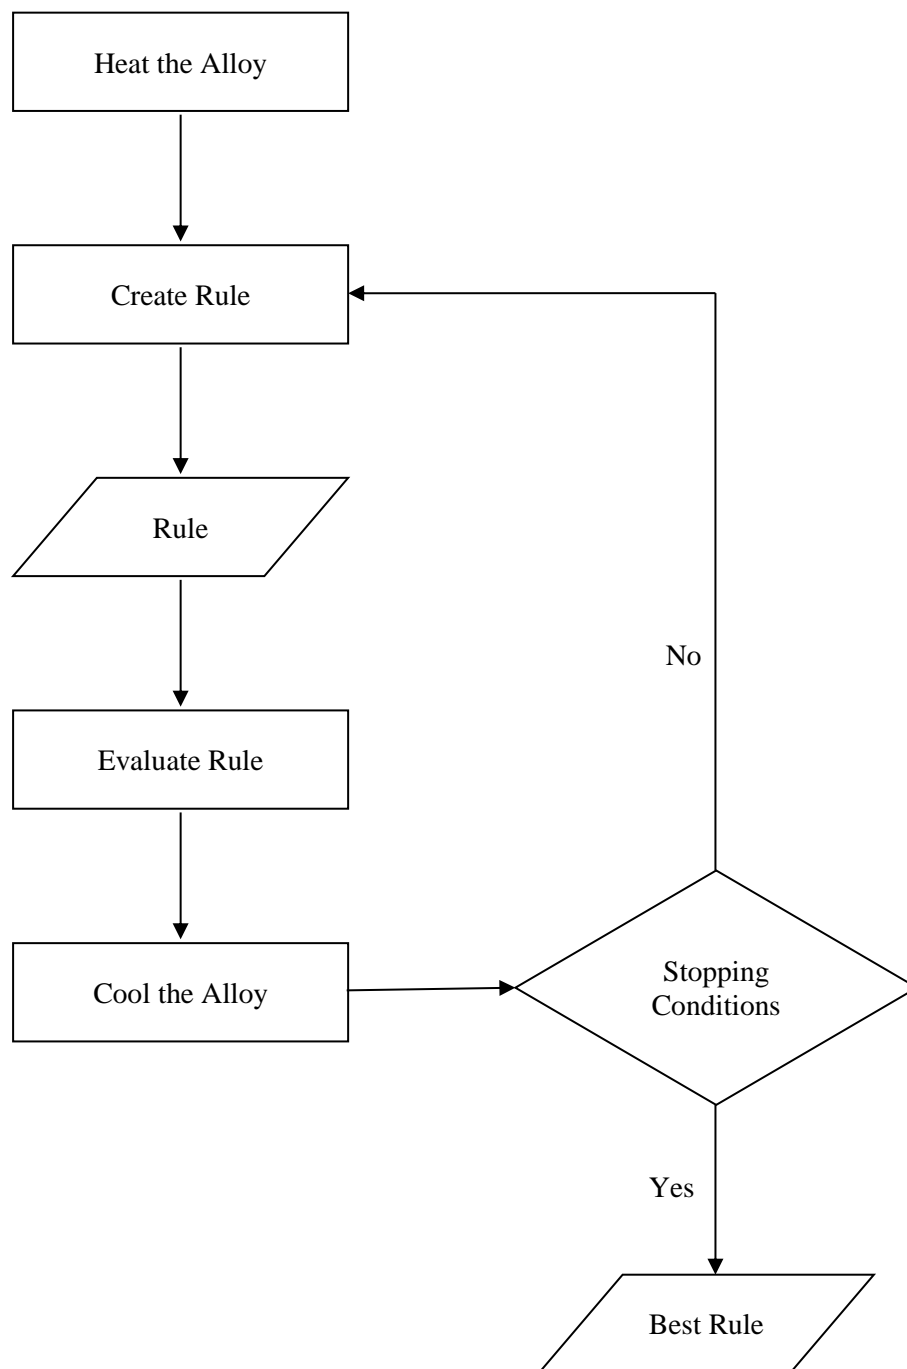 Heat the Alloy
Create Rule
Rule
No
Evaluate Rule
Cool the Alloy
Stopping
Conditions
Yes
Best Rule